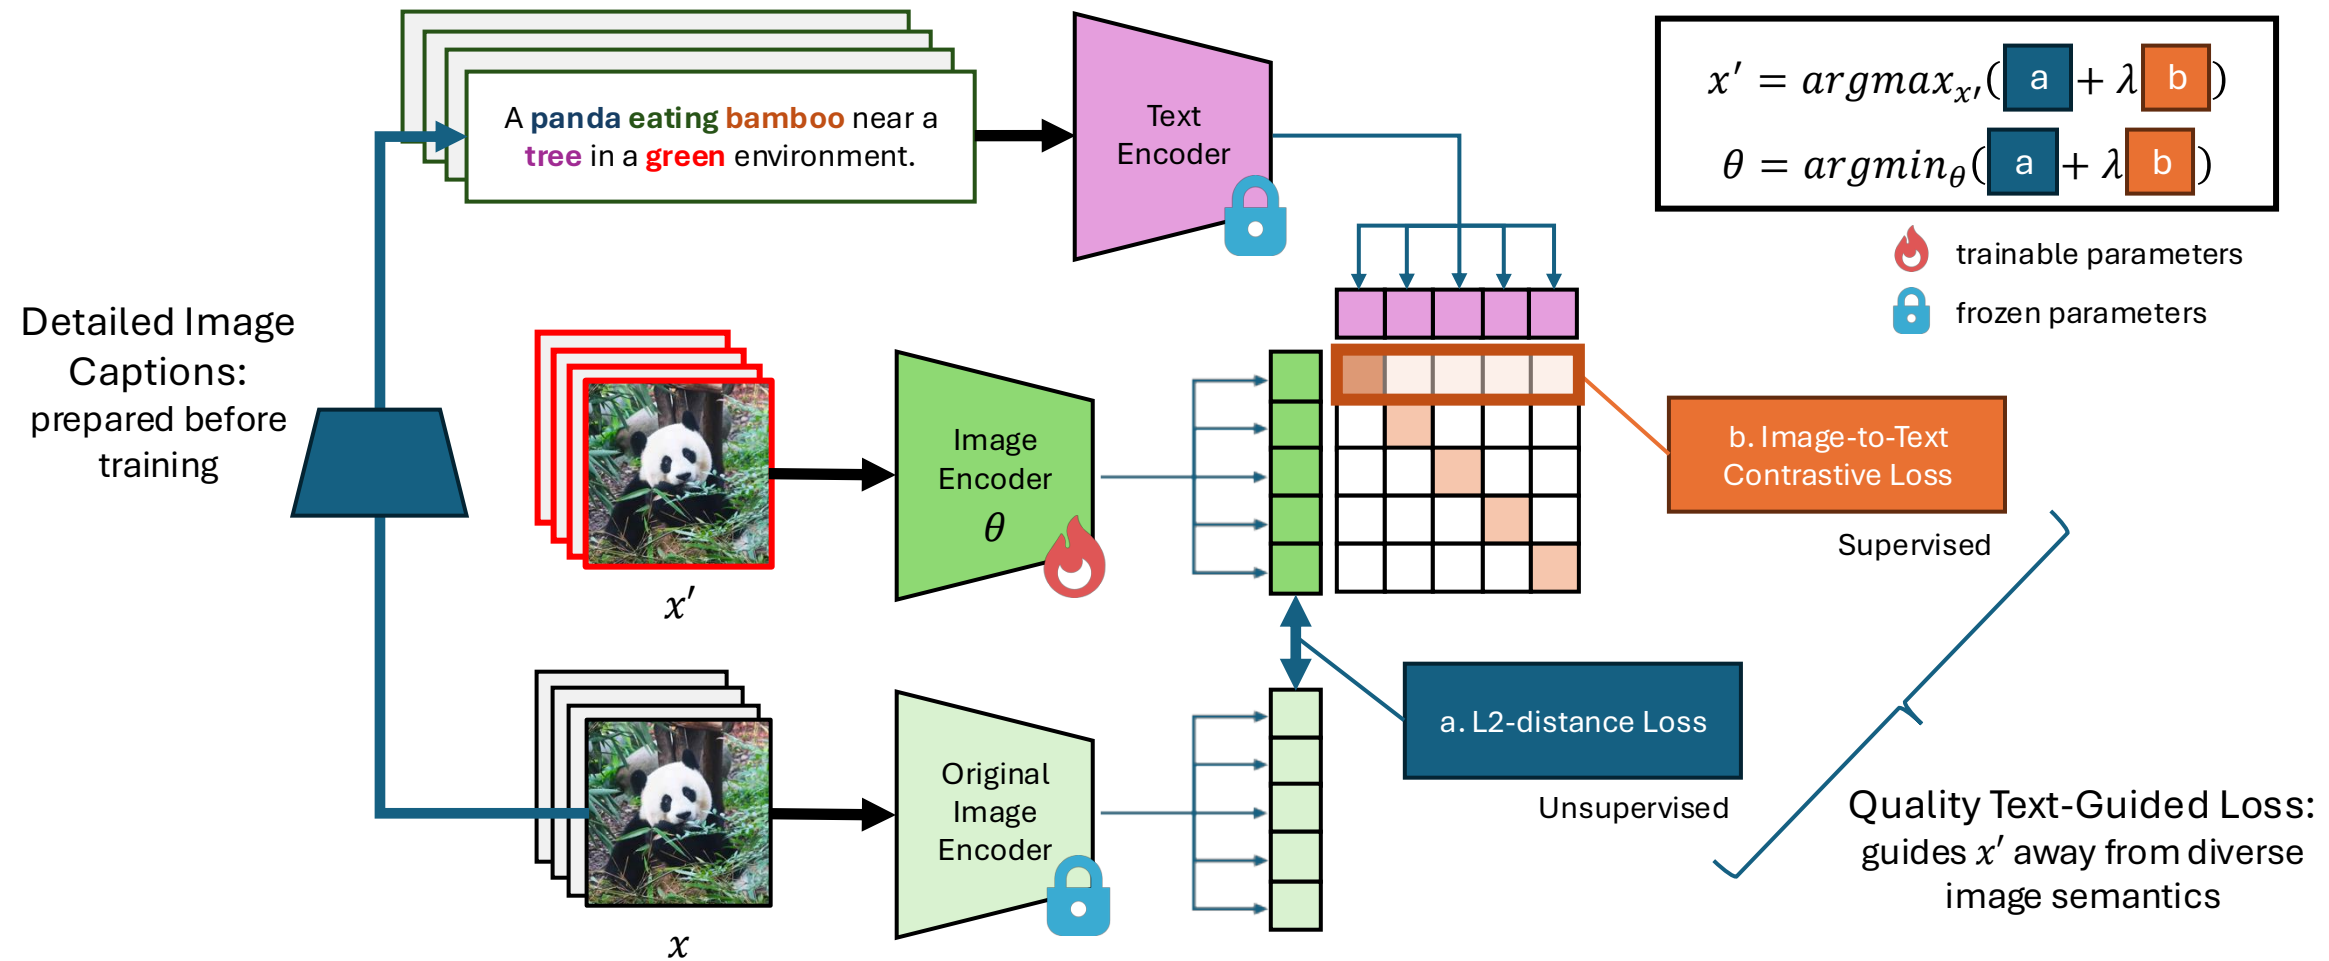 A panda eating bamboo near a
tree in a green environment.
Text
Encoder
x′ = argmaxₓ′( a + λ b )
θ = argmin_θ( a + λ b )
trainable parameters
frozen parameters
Detailed Image
Captions:
prepared before
training
Image
Encoder
θ
x′
b. Image-to-Text
Contrastive Loss
Supervised
a. L2-distance Loss
Unsupervised
Original
Image
Encoder
x
Quality Text-Guided Loss:
guides x′ away from diverse
image semantics